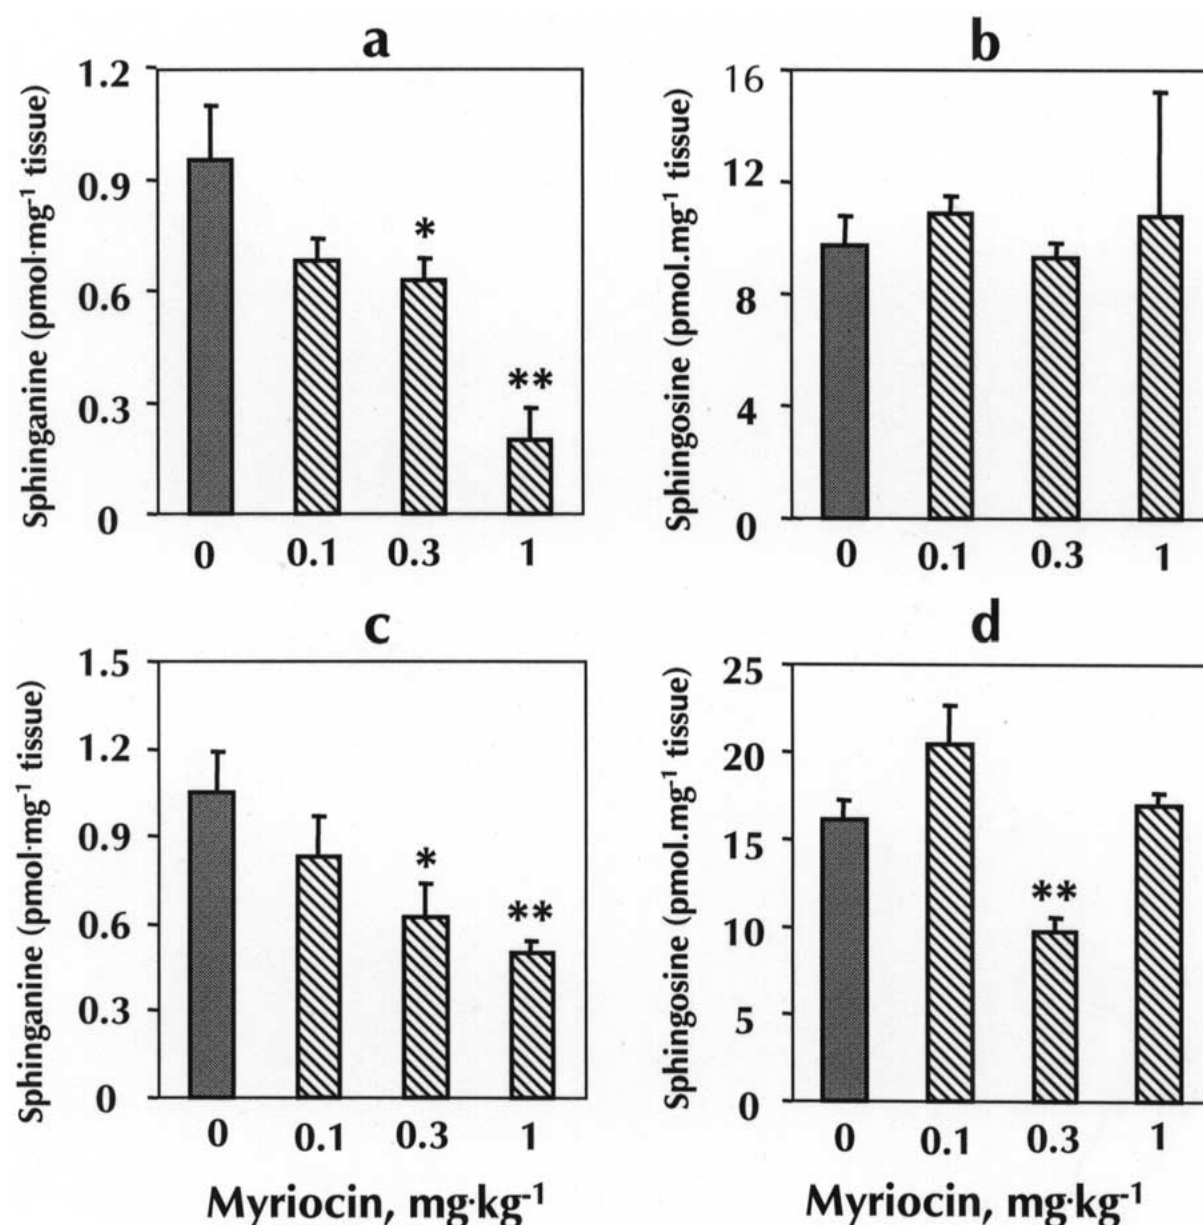 a
Sphinganine (pmol·mg⁻¹ tissue)
1.2
0.9
0.6
0.3
0
*
**
0 0.1 0.3 1
b
Sphingosine (pmol.mg⁻¹ tissue)
16
12
8
4
0
0 0.1 0.3 1
c
Sphinganine (pmol·mg⁻¹ tissue)
1.5
1.2
0.9
0.6
0.3
0
*
**
0 0.1 0.3 1
Myriocin, mg·kg⁻¹
d
Sphingosine (pmol.mg⁻¹ tissue)
25
20
15
10
5
0
**
0 0.1 0.3 1
Myriocin, mg·kg⁻¹